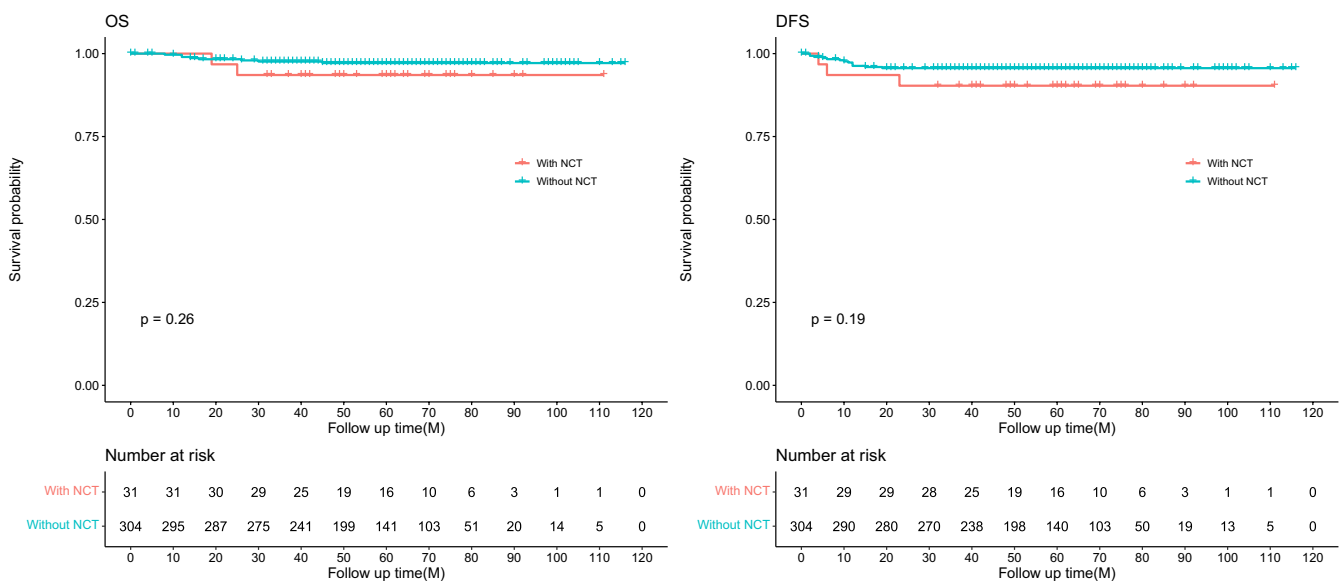 OS
Survival probability
1.00
0.75
0.50
0.25
0.00
With NCT
Without NCT
p = 0.26
0 10 20 30 40 50 60 70 80 90 100 110 120
Follow up time(M)
Number at risk
With NCT 31 31 30 29 25 19 16 10 6 3 1 1 0
Without NCT 304 295 287 275 241 199 141 103 51 20 14 5 0
0 10 20 30 40 50 60 70 80 90 100 110 120
Follow up time(M)
DFS
Survival probability
1.00
0.75
0.50
0.25
0.00
With NCT
Without NCT
p = 0.19
0 10 20 30 40 50 60 70 80 90 100 110 120
Follow up time(M)
Number at risk
With NCT 31 29 29 28 25 19 16 10 6 3 1 1 0
Without NCT 304 290 280 270 238 198 140 103 50 19 13 5 0
0 10 20 30 40 50 60 70 80 90 100 110 120
Follow up time(M)